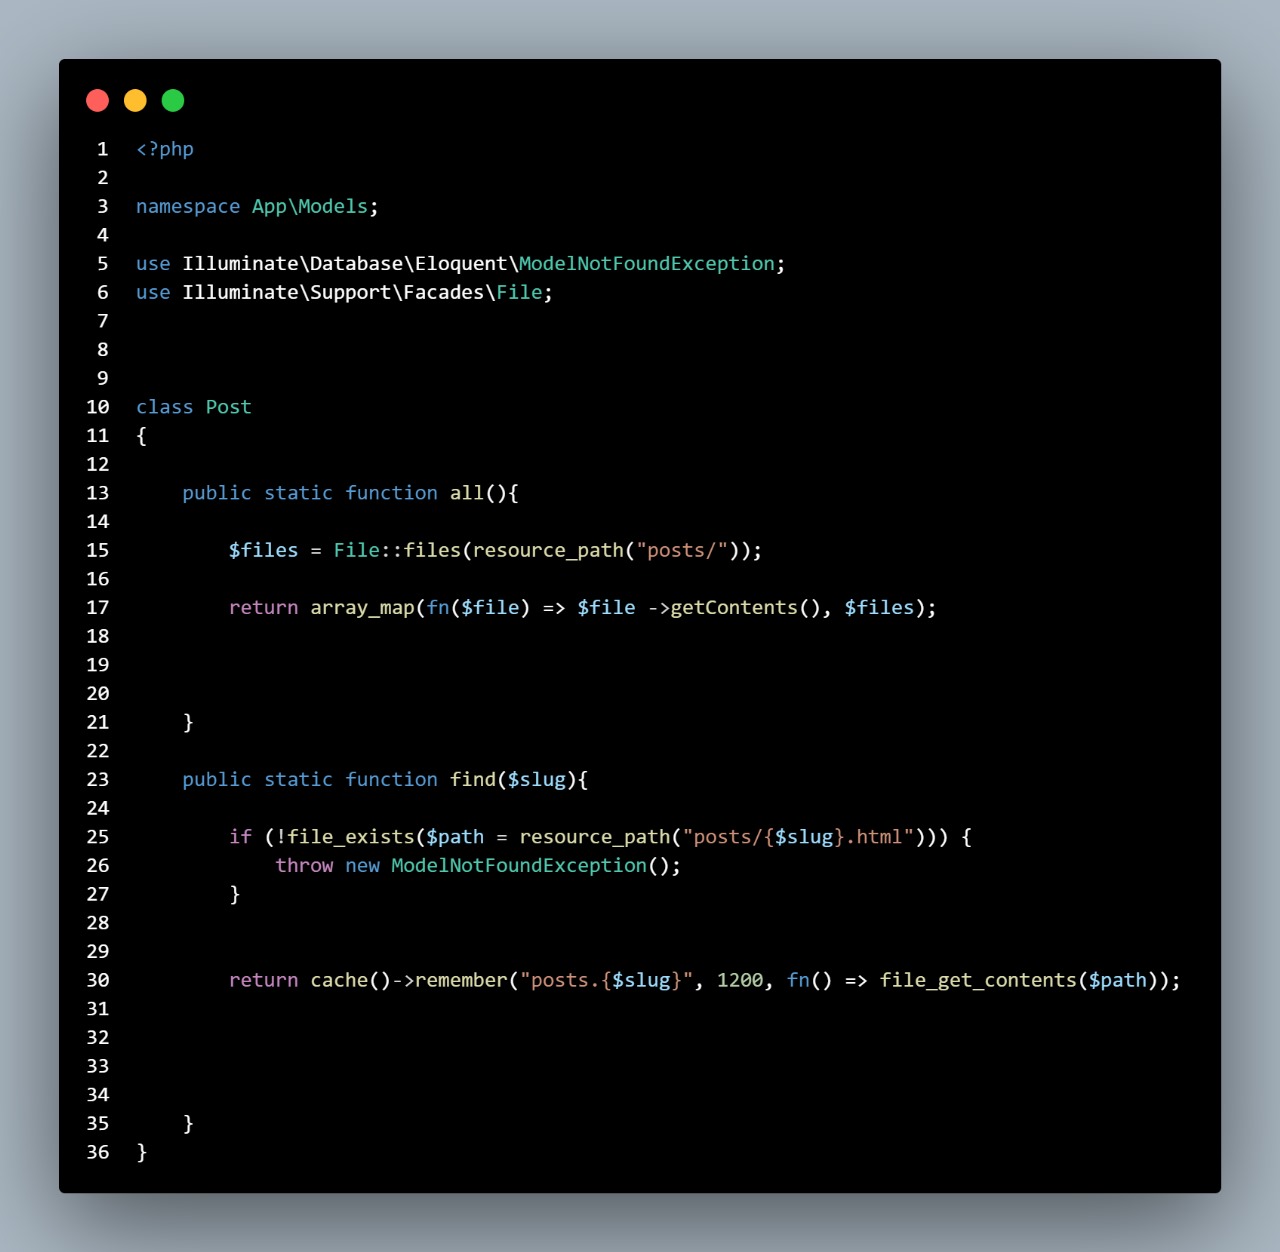 1 <?php
2
3 namespace App\Models;
4
5 use Illuminate\Database\Eloquent\ModelNotFoundException;
6 use Illuminate\Support\Facades\File;
7
8
9
10 class Post
11 {
12
13     public static function all(){
14
15         $files = File::files(resource_path("posts/"));
16
17         return array_map(fn($file) => $file ->getContents(), $files);
18
19
20
21     }
22
23     public static function find($slug){
24
25         if (!file_exists($path = resource_path("posts/{$slug}.html"))) {
26             throw new ModelNotFoundException();
27         }
28
29
30         return cache()->remember("posts.{$slug}", 1200, fn() => file_get_contents($path));
31
32
33
34
35     }
36 }